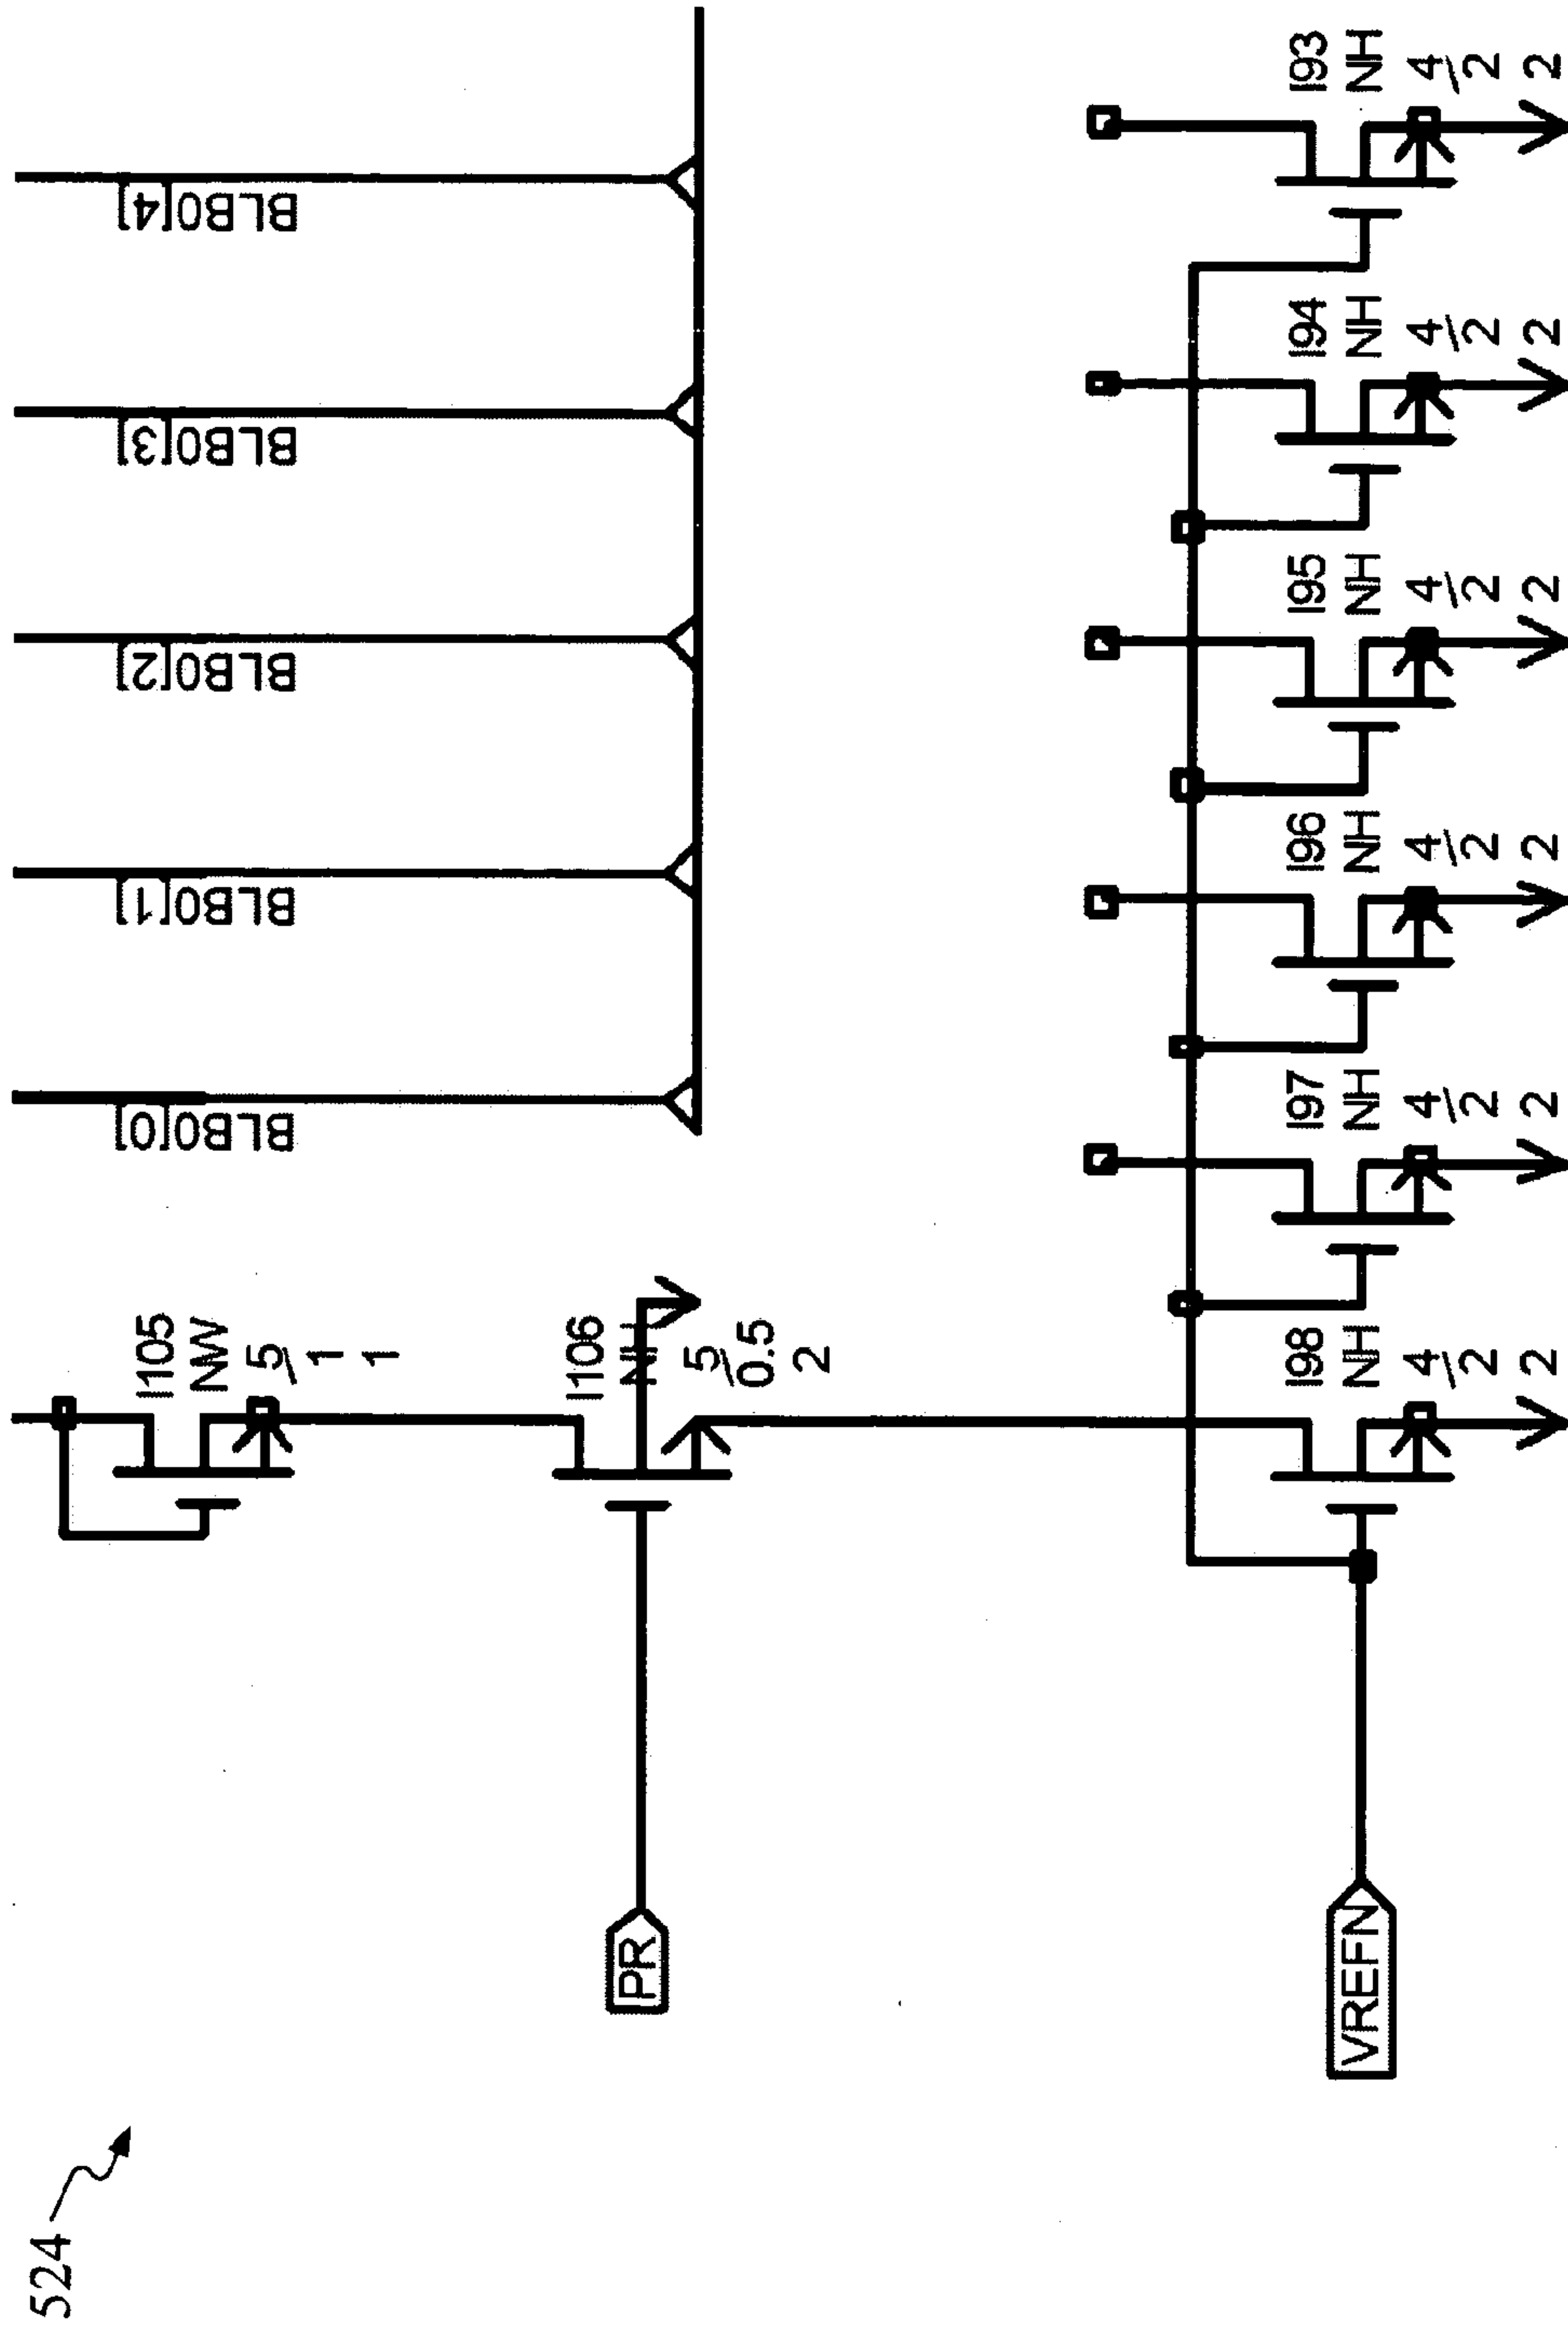 524
BLB0[4]
BLB0[3]
BLB0[2]
BLB0[1]
BLB0[0]
I105
NW
5/1
1
I106
NH
5/0.5
2
PR
I93
NH
4/2
2
I94
NH
4/2
2
I95
NH
4/2
2
I96
NH
4/2
2
I97
NH
4/2
2
I98
NH
4/2
2
VREFN